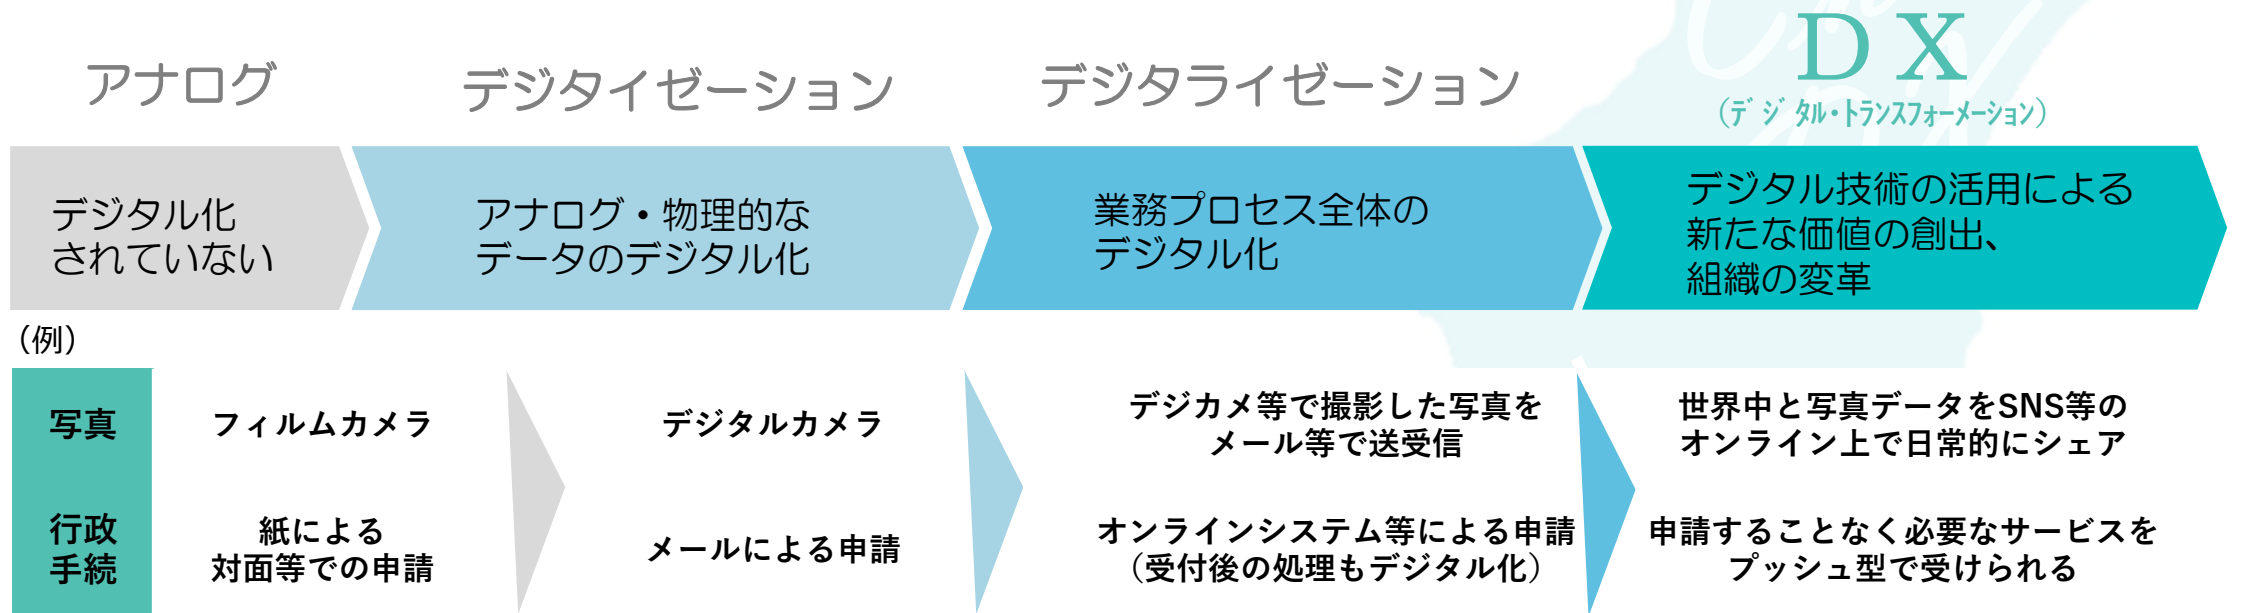 アナログ
デジタイゼーション
デジタライゼーション
DX
（デジタル・トランスフォーメーション）
デジタル化
されていない
アナログ・物理的な
データのデジタル化
業務プロセス全体の
デジタル化
デジタル技術の活用による
新たな価値の創出、
組織の変革
（例）
写真
フィルムカメラ
デジタルカメラ
デジカメ等で撮影した写真を
メール等で送受信
世界中と写真データをSNS等の
オンライン上で日常的にシェア
行政
手続
紙による
対面等での申請
メールによる申請
オンラインシステム等による申請
（受付後の処理もデジタル化）
申請することなく必要なサービスを
プッシュ型で受けられる